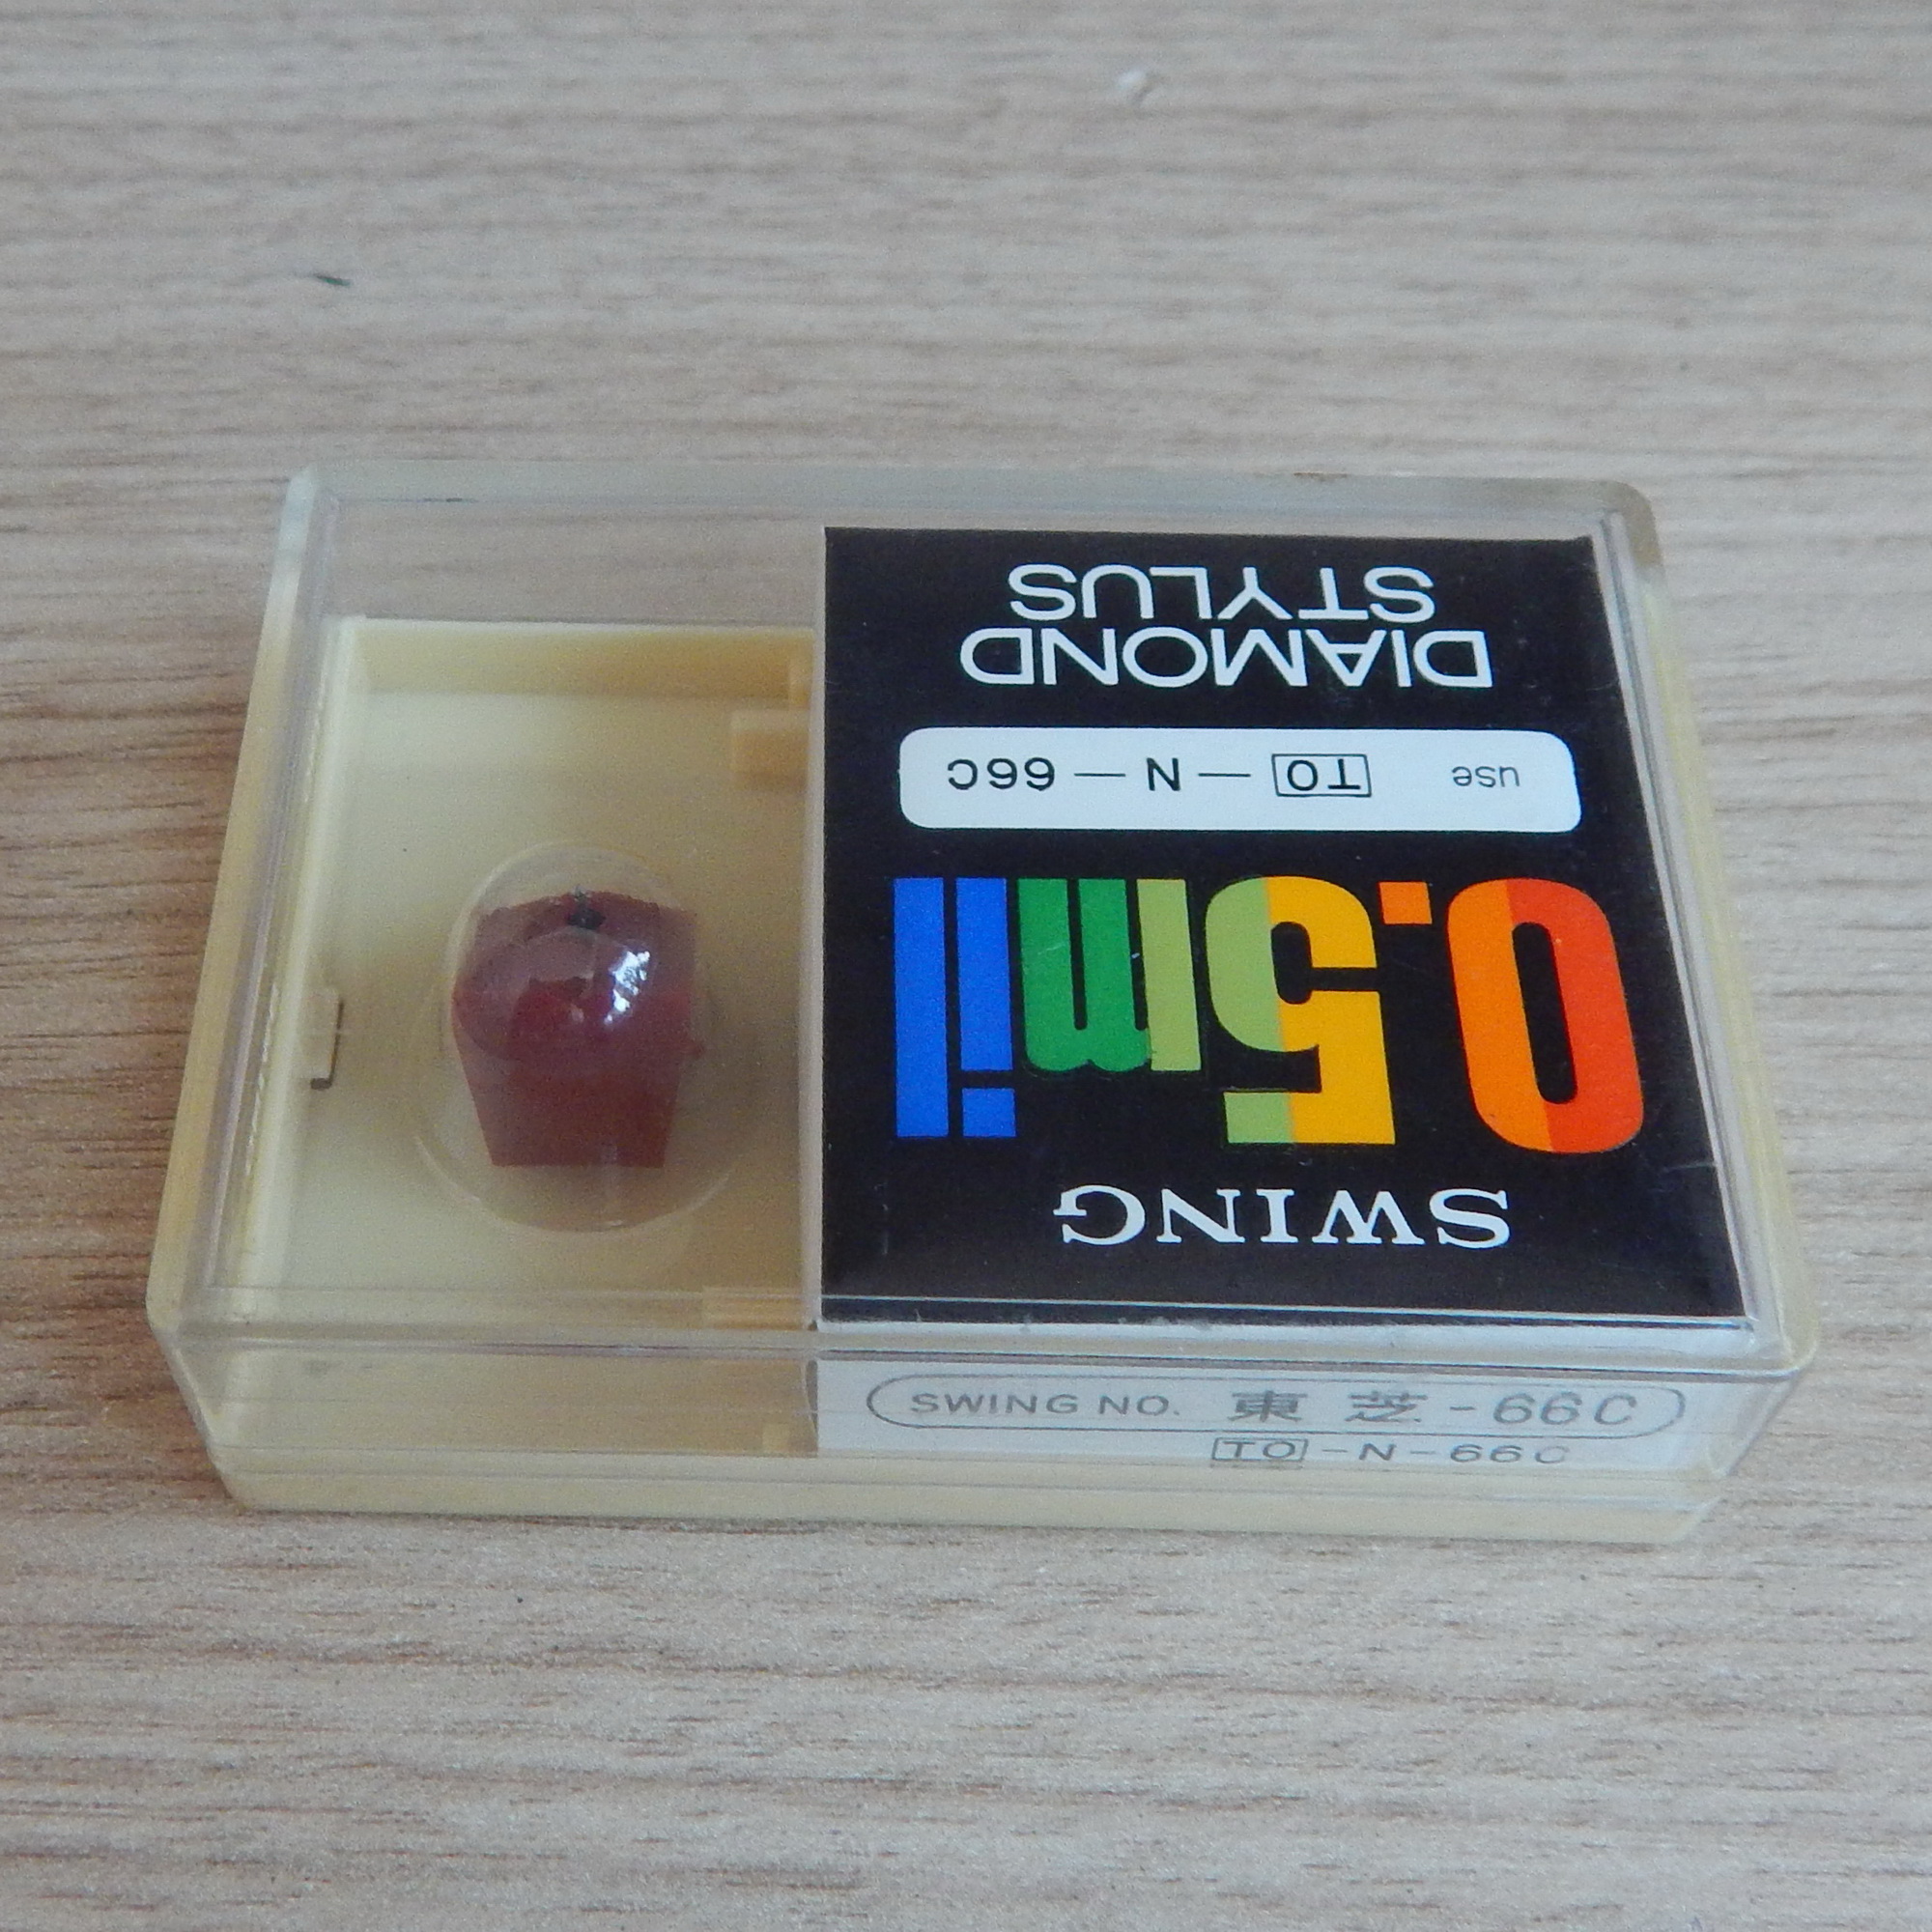 SWING
0.5mil
use TO — N — 66C
DIAMOND
STYLUS
SWING NO. 東芝-66C
TO-N-66C